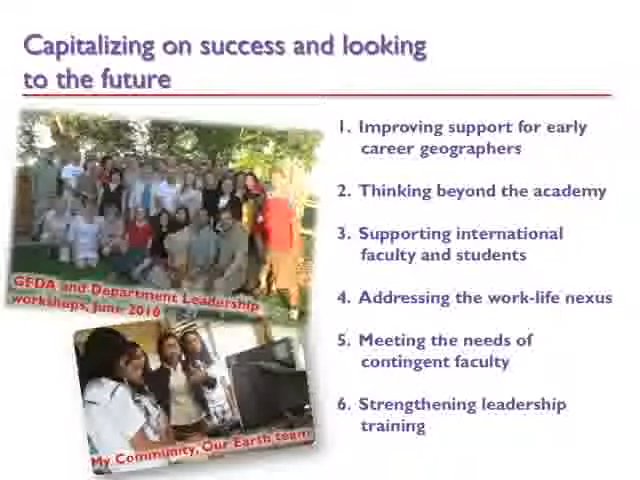 Capitalizing on success and looking
to the future
1. Improving support for early
career geographers
2. Thinking beyond the academy
3. Supporting international
faculty and students
4. Addressing the work-life nexus
5. Meeting the needs of
contingent faculty
6. Strengthening leadership
training
GFDA and Department Leadership
workshops, June 2010
My Community, Our Earth team